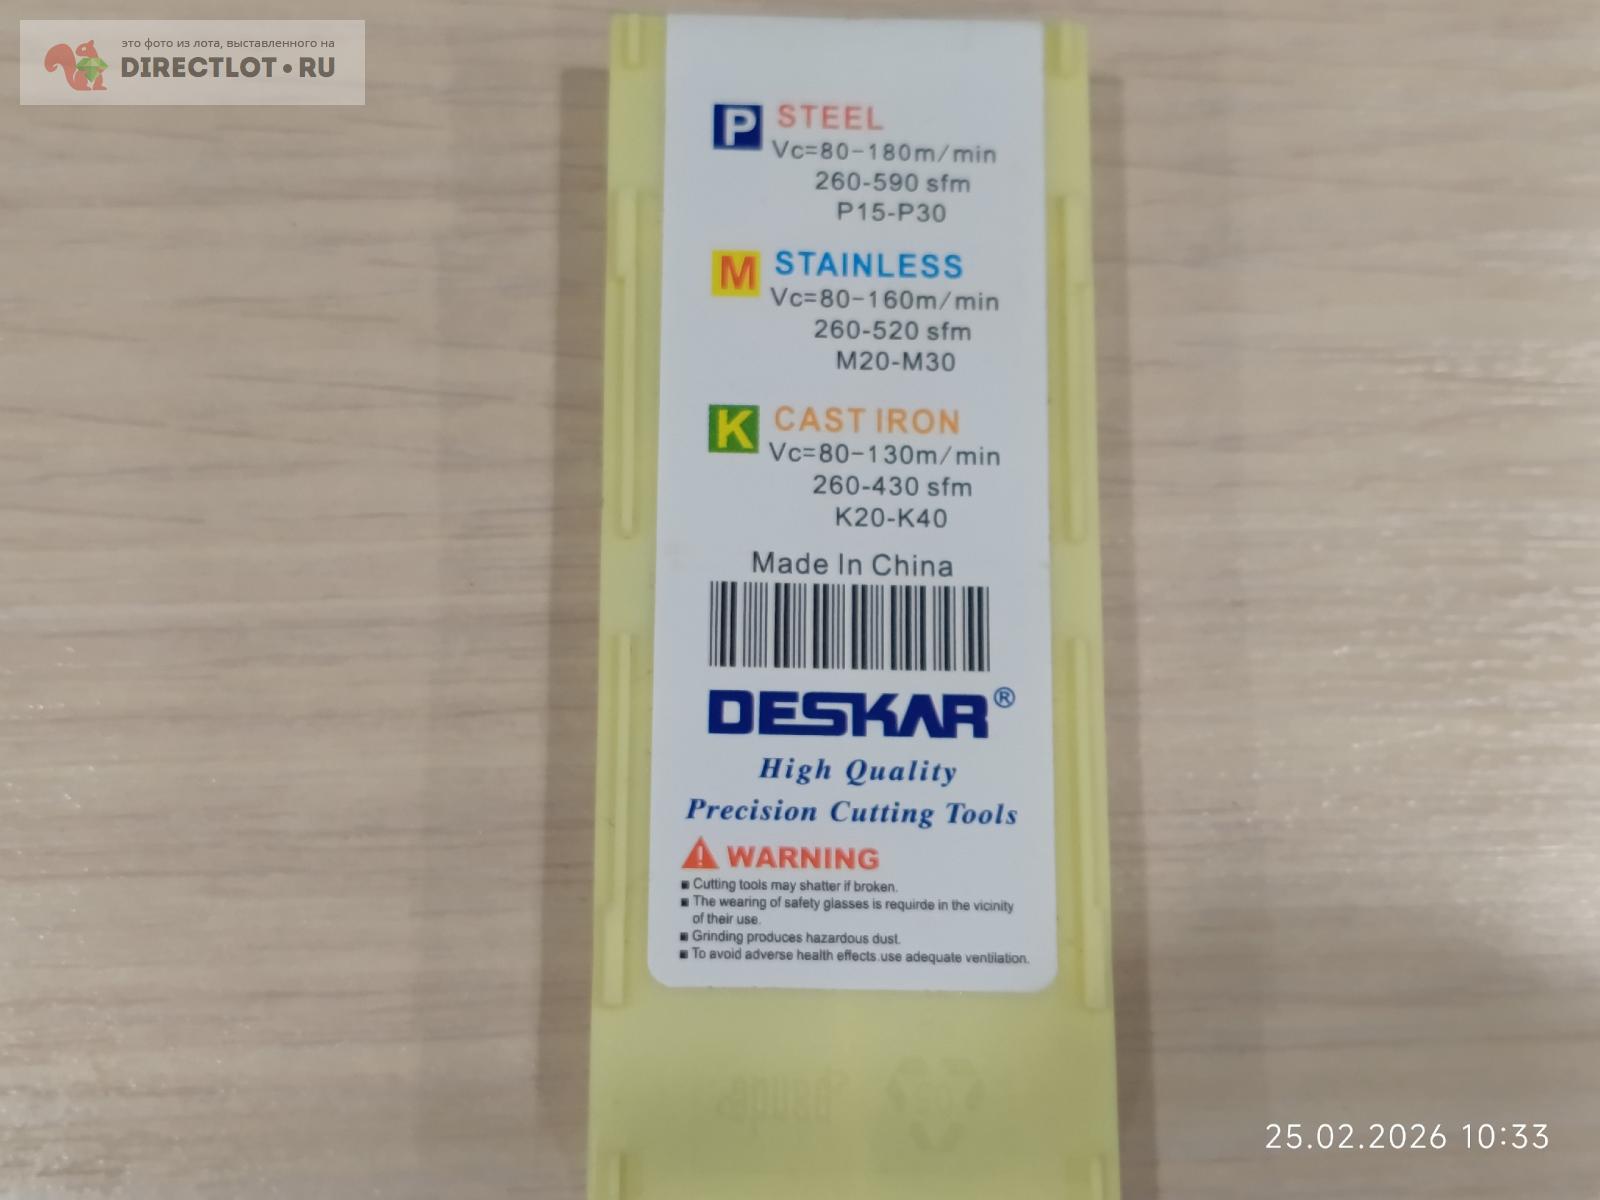 это фото из лота, выставленного на
DIRECTLOT•RU
P STEEL
Vc=80-180m/min
260-590 sfm
P15-P30
M STAINLESS
Vc=80-160m/min
260-520 sfm
M20-M30
K CAST IRON
Vc=80-130m/min
260-430 sfm
K20-K40
Made In China
DESKAR®
High Quality
Precision Cutting Tools
WARNING
Cutting tools may shatter if broken.
The wearing of safety glasses is requirde in the vicinity
of their use.
Grinding produces hazardous dust.
To avoid adverse health effects.use adequate ventilation.
25.02.2026 10:33